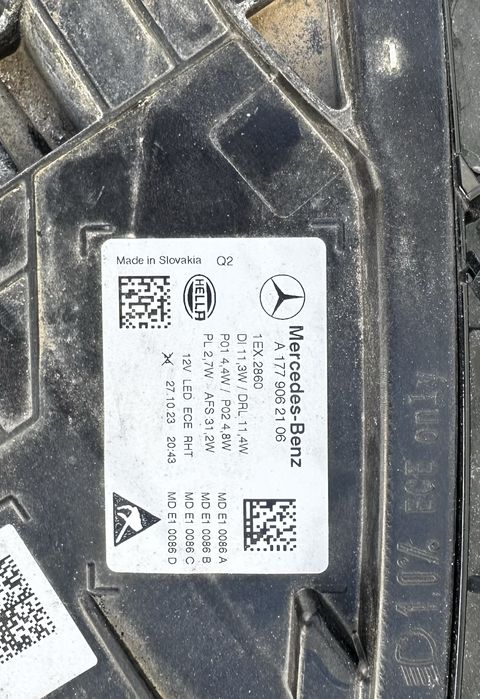 Made in Slovakia Q2
HELLA
Mercedes-Benz
A 177 906 21 06
1EX.2860
DI 11,3W / DRL 11,4W
P01 4,4W / P02 4,8W
PL 2,7W - AFS 31,2W
12V LED ECE RHT
27.10.23 20:43
MD E1 0086 A
MD E1 0086 B
MD E1 0086 C
MD E1 0086 D
1.0% ECE only